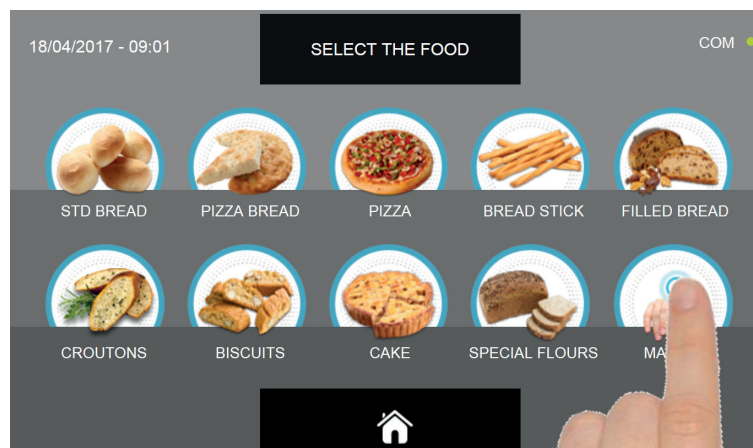 18/04/2017 - 09:01
SELECT THE FOOD
COM
STD BREAD
PIZZA BREAD
PIZZA
BREAD STICK
FILLED BREAD
CROUTONS
BISCUITS
CAKE
SPECIAL FLOURS